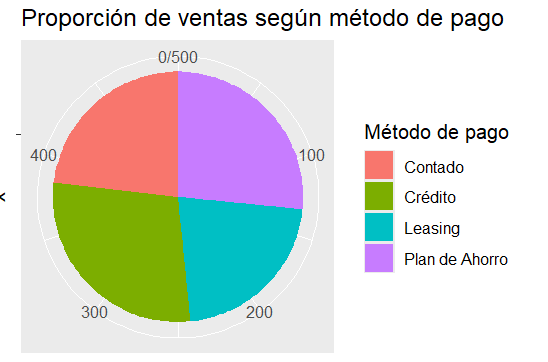 Proporción de ventas según método de pago
0/500
100
200
300
400
x
Método de pago
Contado
Crédito
Leasing
Plan de Ahorro